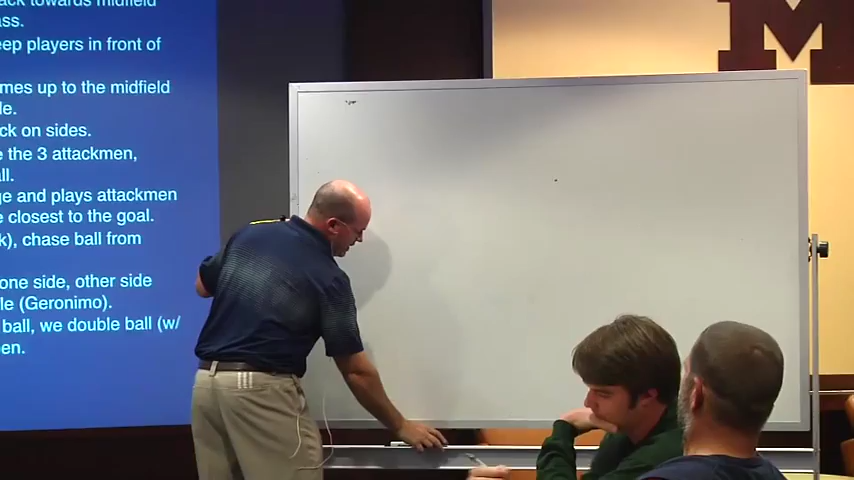 ack towards midfield
ass.
eep players in front of
mes up to the midfield
le.
ck on sides.
e the 3 attackmen,
all.
ge and plays attackmen
e closest to the goal.
k), chase ball from
one side, other side
le (Geronimo).
ball, we double ball (w/
en.
M